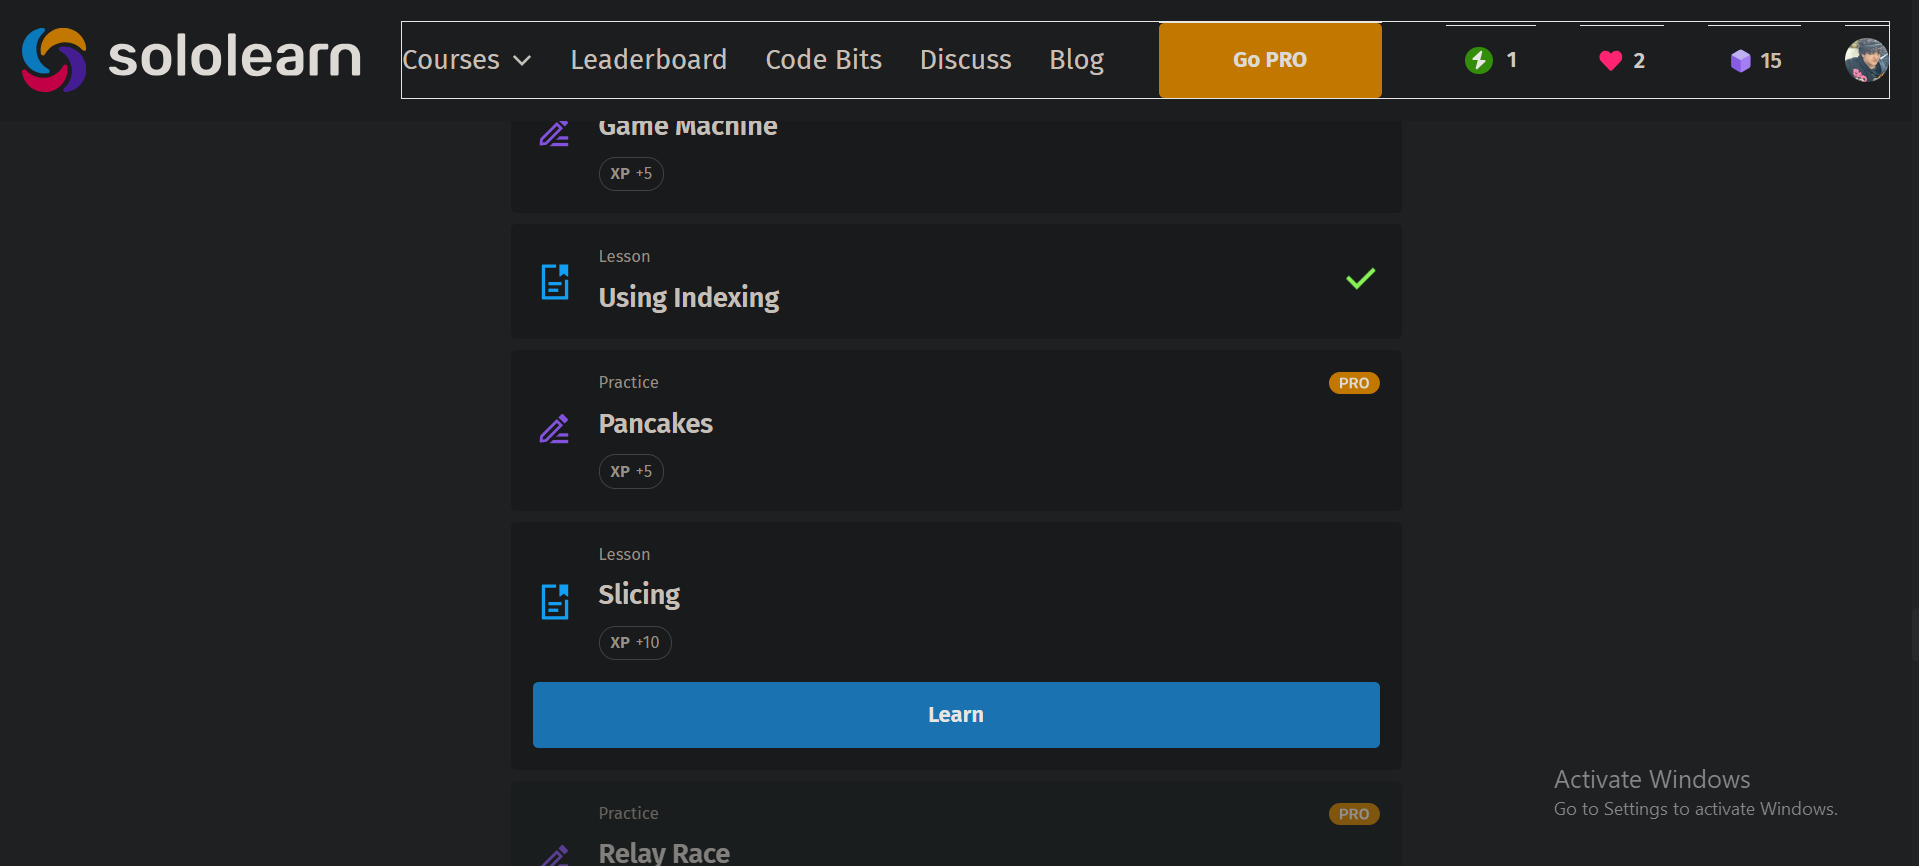 sololearn
Courses Leaderboard Code Bits Discuss Blog Go PRO 1 2 15
Game Machine
XP +5
Lesson
Using Indexing
Practice PRO
Pancakes
XP +5
Lesson
Slicing
XP +10
Learn
Activate Windows
Go to Settings to activate Windows.
Practice PRO
Relay Race